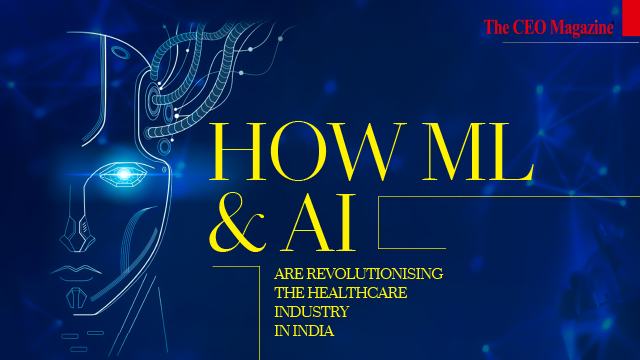 The CEO Magazine
HOW ML
& AI
ARE REVOLUTIONISING
THE HEALTHCARE
INDUSTRY
IN INDIA